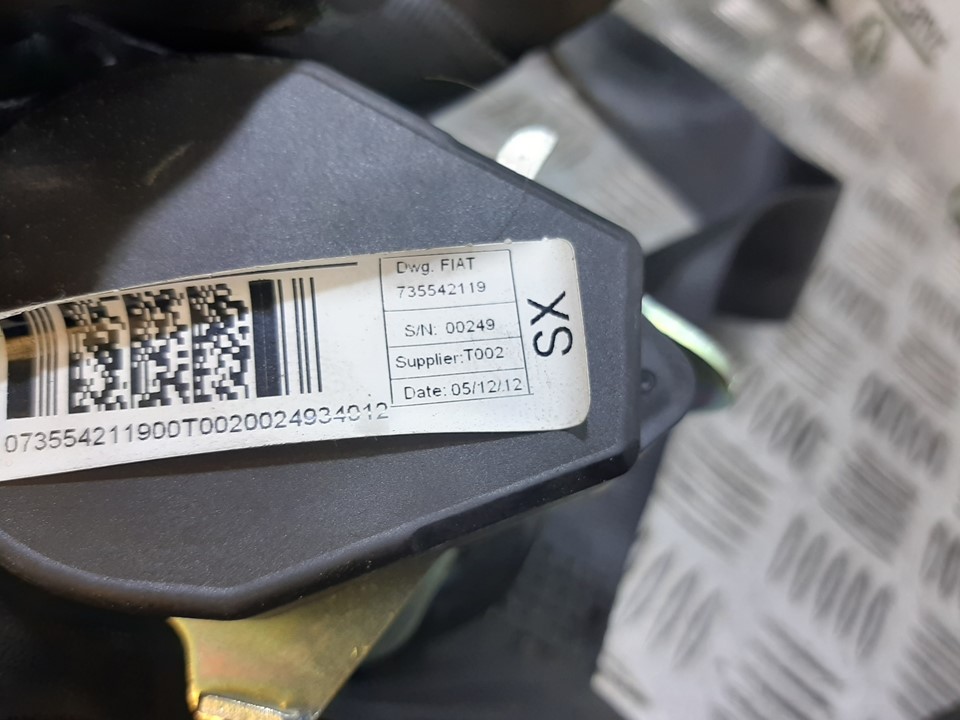 Dwg. FIAT
735542119
S/N: 00249
Supplier:T002
Date: 05/12/12
SX
073554211900T0020024934012